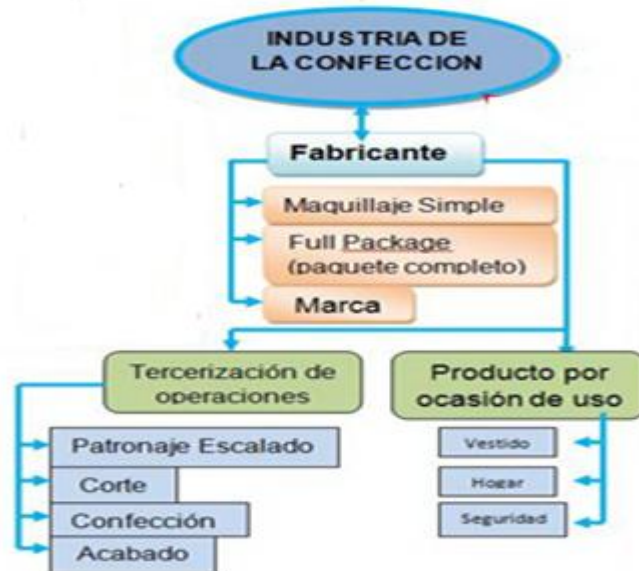 INDUSTRIA DE
LA CONFECCION
Fabricante
Maquillaje Simple
Full Package
(paquete completo)
Marca
Tercerización de
operaciones
Patronaje Escalado
Corte
Confección
Acabado
Producto por
ocasión de uso
Vestido
Hogar
Seguridad